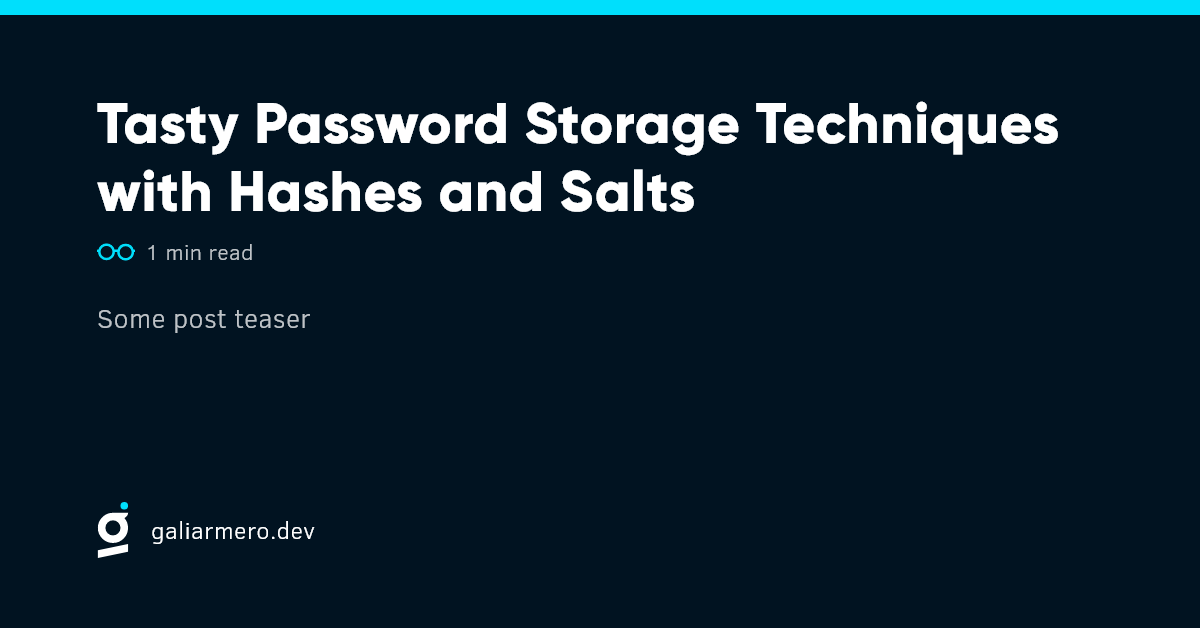 Tasty Password Storage Techniques
with Hashes and Salts
1 min read
Some post teaser
galiarmero.dev